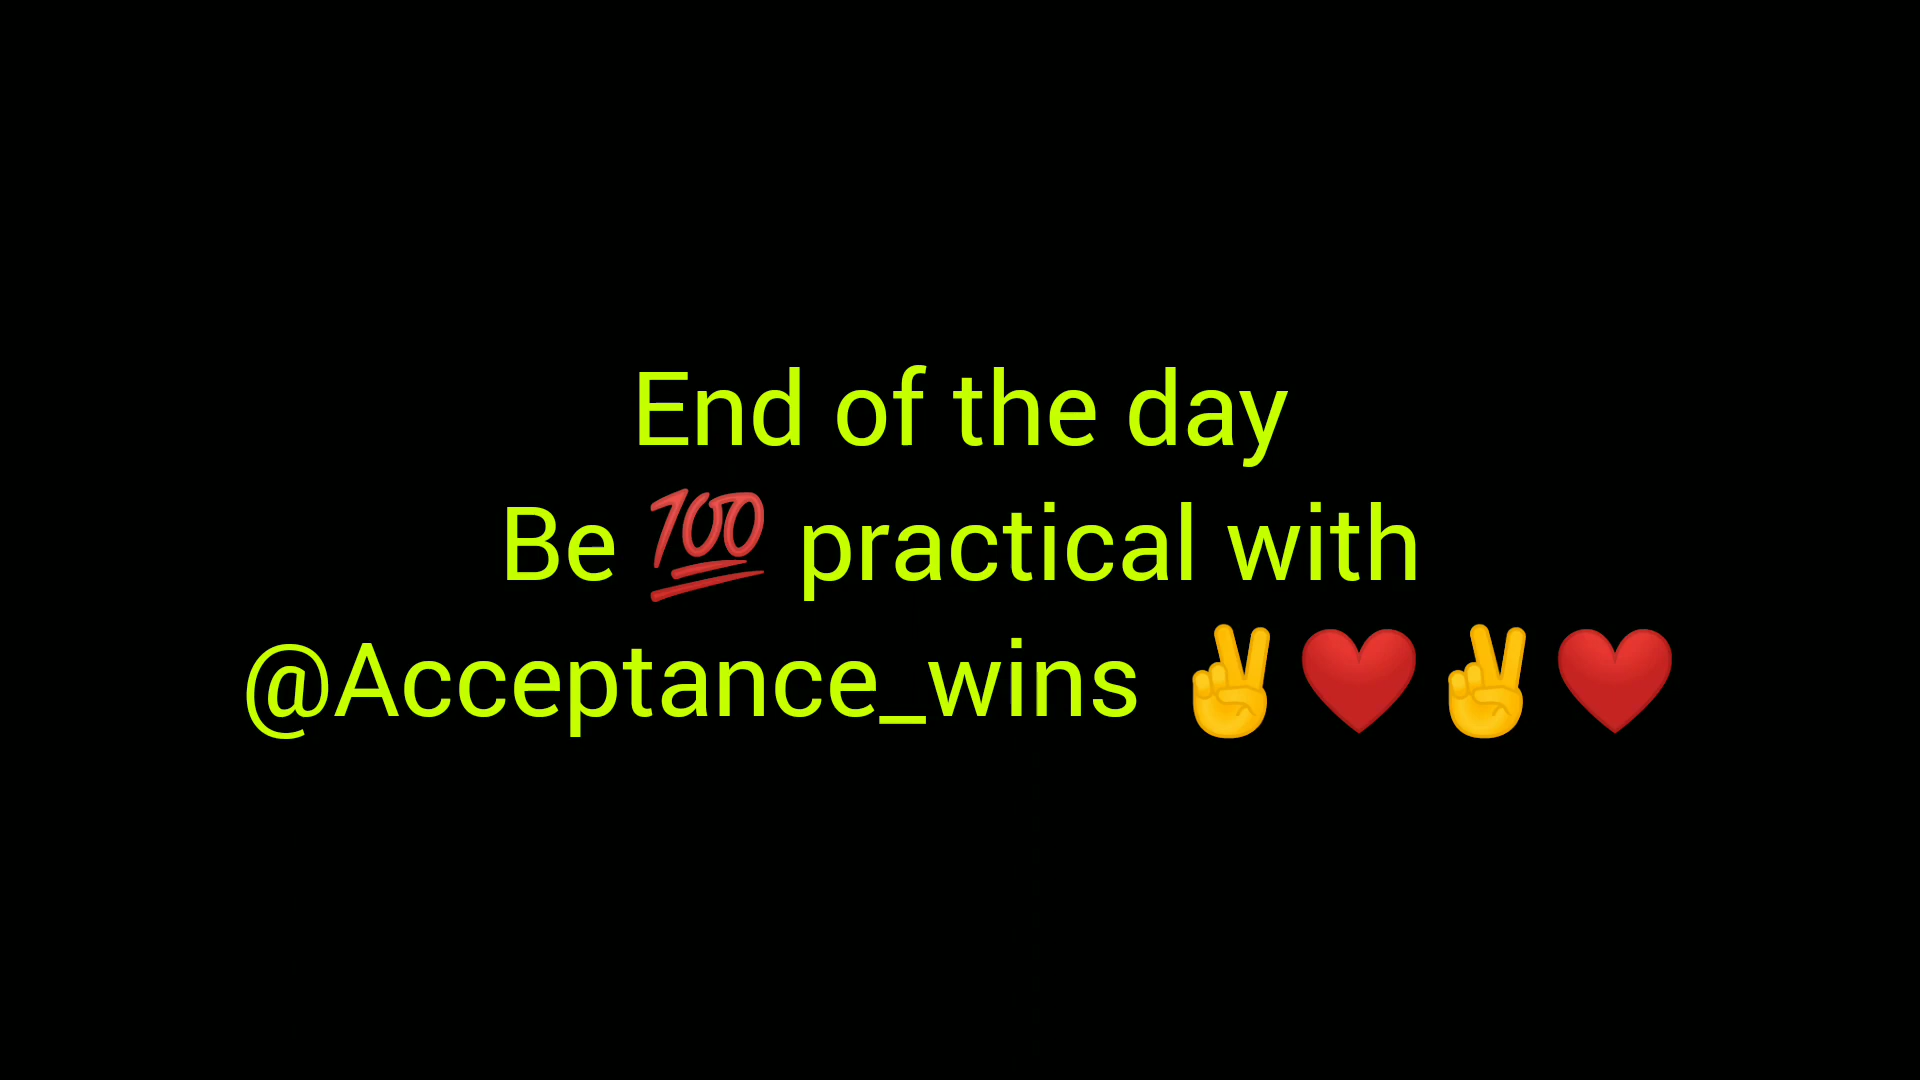 End of the day
Be 💯 practical with
@Acceptance_wins ✌️❤️✌️❤️